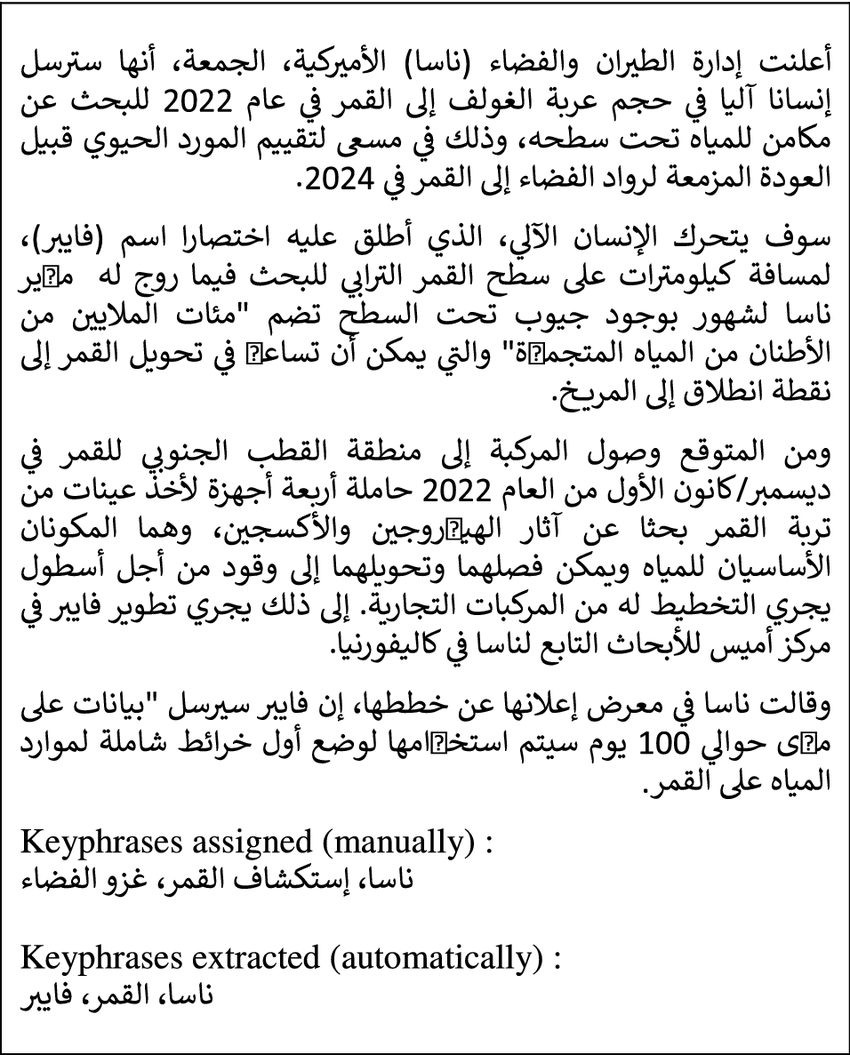 أعلنت إدارة الطيران والفضاء (ناسا) الأميركية، الجمعة، أنها سترسل
إنسانا آليا في حجم عربة الغولف إلى القمر في عام 2022 للبحث عن
مكامن للمياه تحت سطحه، وذلك في مسعى لتقييم المورد الحيوي قبيل
العودة المزمعة لرواد الفضاء إلى القمر في 2024.
سوف يتحرك الإنسان الآلي، الذي أطلق عليه اختصارا اسم (فايبر)،
لمسافة كيلومترات على سطح القمر الترابي للبحث فيما روج له م⍰ير
ناسا لشهور بوجود جيوب تحت السطح تضم "مئات الملايين من
الأطنان من المياه المتجم⍰ة" والتي يمكن أن تساع⍰ في تحويل القمر إلى
نقطة انطلاق إلى المريخ.
ومن المتوقع وصول المركبة إلى منطقة القطب الجنوبي للقمر في
ديسمبر/كانون الأول من العام 2022 حاملة أربعة أجهزة لأخذ عينات من
تربة القمر بحثا عن آثار الهي⍰روجين والأكسجين، وهما المكونان
الأساسيان للمياه ويمكن فصلهما وتحويلهما إلى وقود من أجل أسطول
يجري التخطيط له من المركبات التجارية. إلى ذلك يجري تطوير فايبر في
مركز أميس للأبحاث التابع لناسا في كاليفورنيا.
وقالت ناسا في معرض إعلانها عن خططها، إن فايبر سيرسل "بيانات على
م⍰ى حوالي 100 يوم سيتم استخ⍰امها لوضع أول خرائط شاملة لموارد
المياه على القمر.
Keyphrases assigned (manually) :
ناسا، إستكشاف القمر، غزو الفضاء
Keyphrases extracted (automatically) :
ناسا، القمر، فايبر